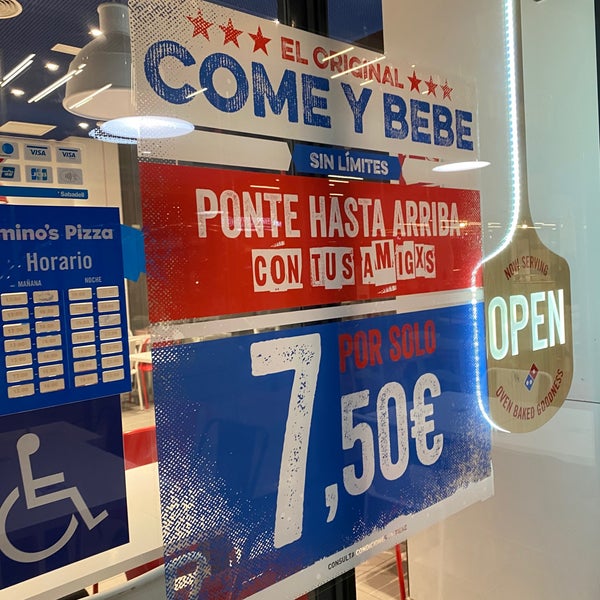 EL ORIGINAL
COME Y BEBE
SIN LÍMITES
PONTE HASTA ARRIBA
CON TUS AMIGXS
POR SOLO
7,50€
CONSULTA
VISA VISA
Sabadell
mino's Pizza
Horario
MAÑANA NOCHE
NOW SERVING
OPEN
OVEN BAKED GOODNESS